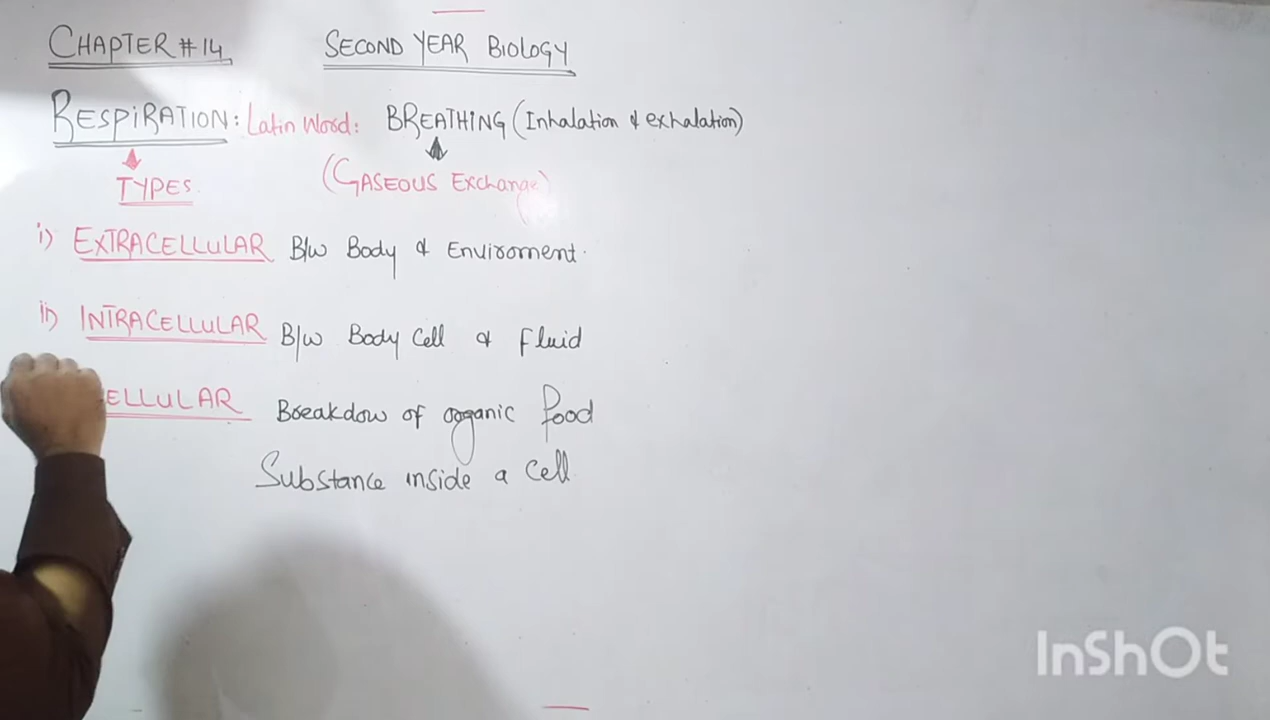 CHAPTER # 14 SECOND YEAR BIOLOGY
RESPIRATION: Latin Word: BREATHING (Inhalation & exhalation)
TYPES. (GASEOUS Exchange)
i) EXTRACELLULAR B/w Body & Enviroment.
ii) INTRACELLULAR B/w Body Cell & fluid
ELLULAR Breakdow of organic food
Substance inside a cell.
InShOt